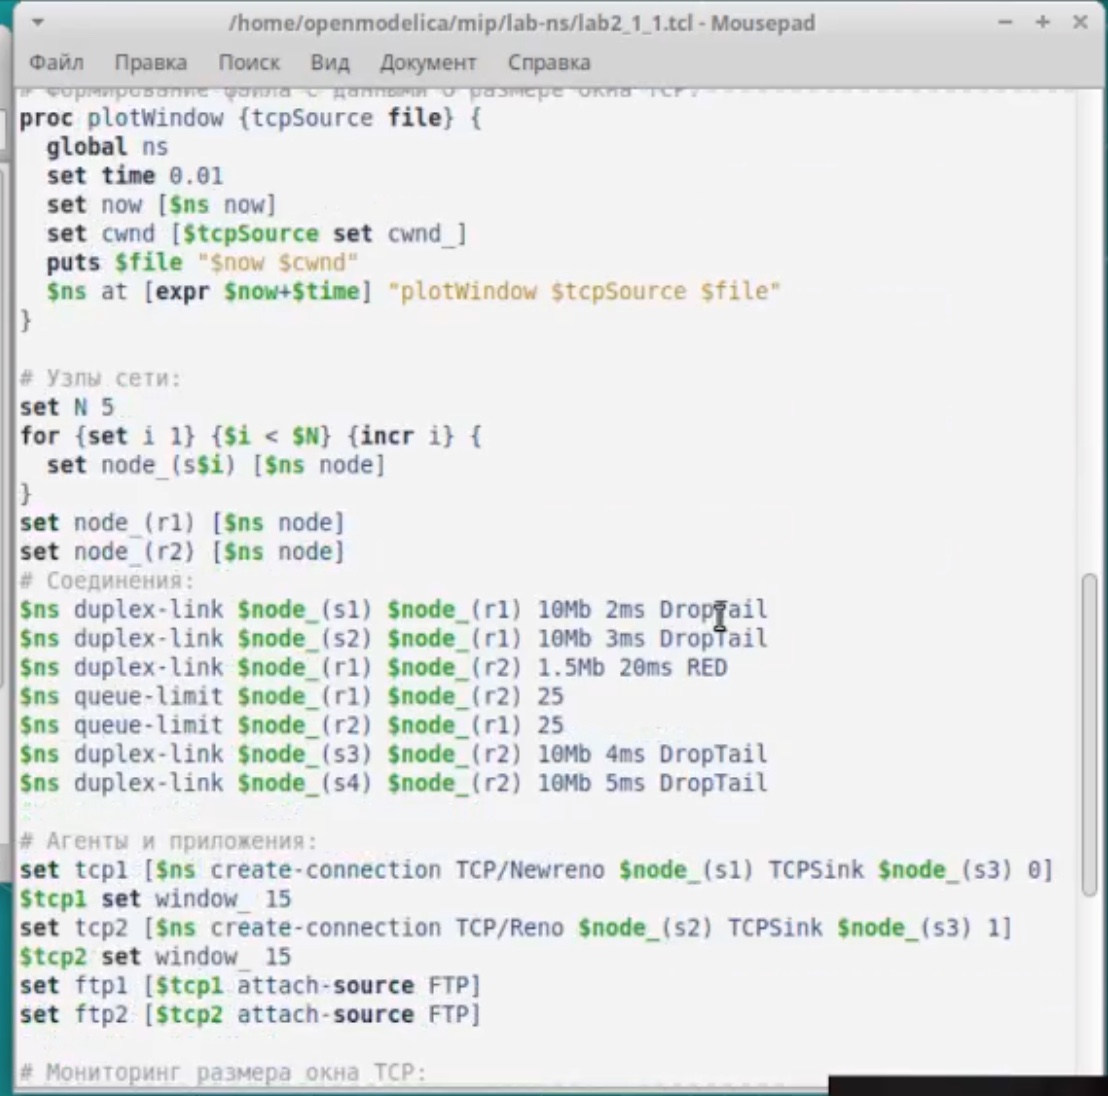 /home/openmodelica/mip/lab-ns/lab2_1_1.tcl - Mousepad
Файл Правка Поиск Вид Документ Справка
# Формирование файла с данными о размере окна TCP:
proc plotWindow {tcpSource file} {
  global ns
  set time 0.01
  set now [$ns now]
  set cwnd [$tcpSource set cwnd_]
  puts $file "$now $cwnd"
  $ns at [expr $now+$time] "plotWindow $tcpSource $file"
}
# Узлы сети:
set N 5
for {set i 1} {$i < $N} {incr i} {
  set node_(s$i) [$ns node]
}
set node_(r1) [$ns node]
set node_(r2) [$ns node]
# Соединения:
$ns duplex-link $node_(s1) $node_(r1) 10Mb 2ms DropTail
$ns duplex-link $node_(s2) $node_(r1) 10Mb 3ms DropTail
$ns duplex-link $node_(r1) $node_(r2) 1.5Mb 20ms RED
$ns queue-limit $node_(r1) $node_(r2) 25
$ns queue-limit $node_(r2) $node_(r1) 25
$ns duplex-link $node_(s3) $node_(r2) 10Mb 4ms DropTail
$ns duplex-link $node_(s4) $node_(r2) 10Mb 5ms DropTail
# Агенты и приложения:
set tcp1 [$ns create-connection TCP/Newreno $node_(s1) TCPSink $node_(s3) 0]
$tcp1 set window_ 15
set tcp2 [$ns create-connection TCP/Reno $node_(s2) TCPSink $node_(s3) 1]
$tcp2 set window_ 15
set ftp1 [$tcp1 attach-source FTP]
set ftp2 [$tcp2 attach-source FTP]
# Мониторинг размера окна TCP: